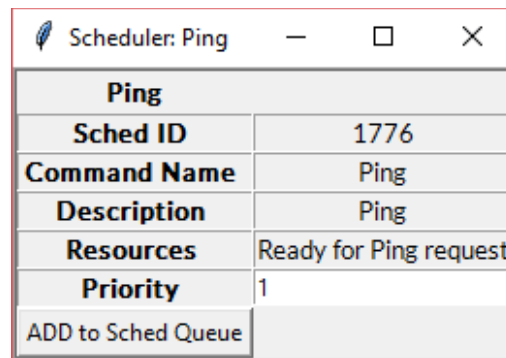 Scheduler: Ping
Ping
Sched ID 1776
Command Name Ping
Description Ping
Resources Ready for Ping request
Priority 1
ADD to Sched Queue